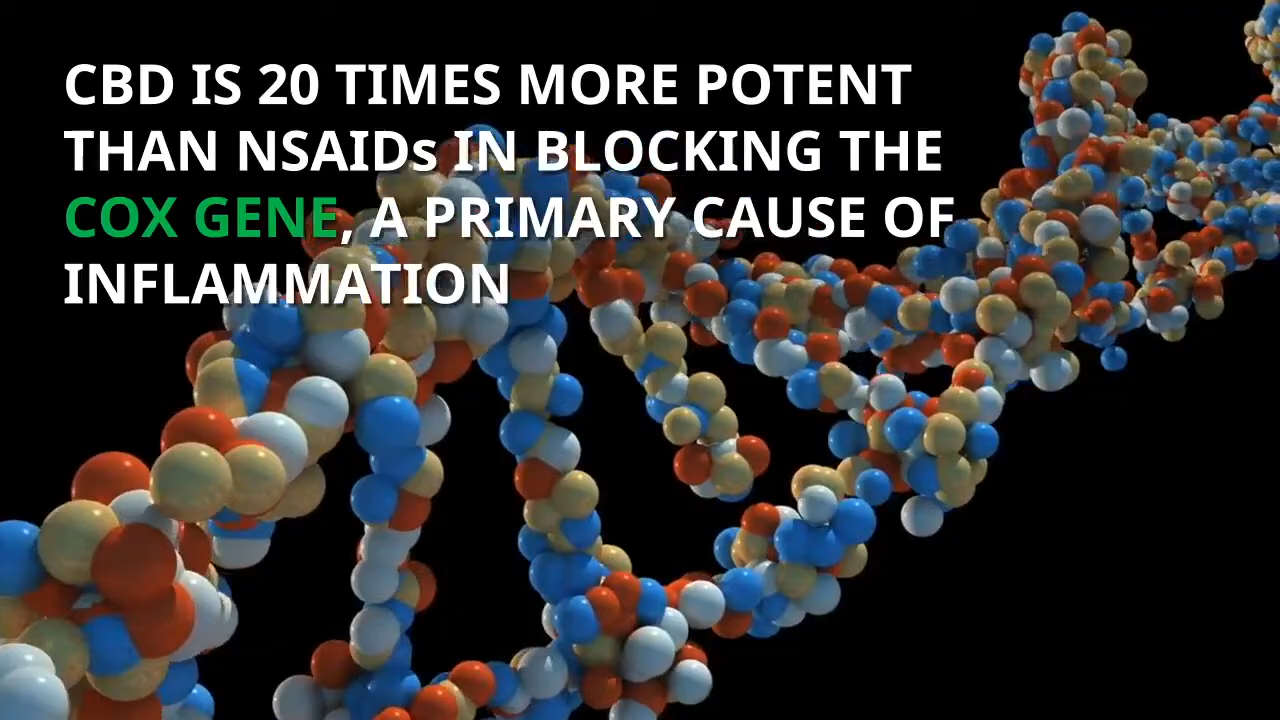 CBD IS 20 TIMES MORE POTENT
THAN NSAIDs IN BLOCKING THE
COX GENE, A PRIMARY CAUSE OF
INFLAMMATION